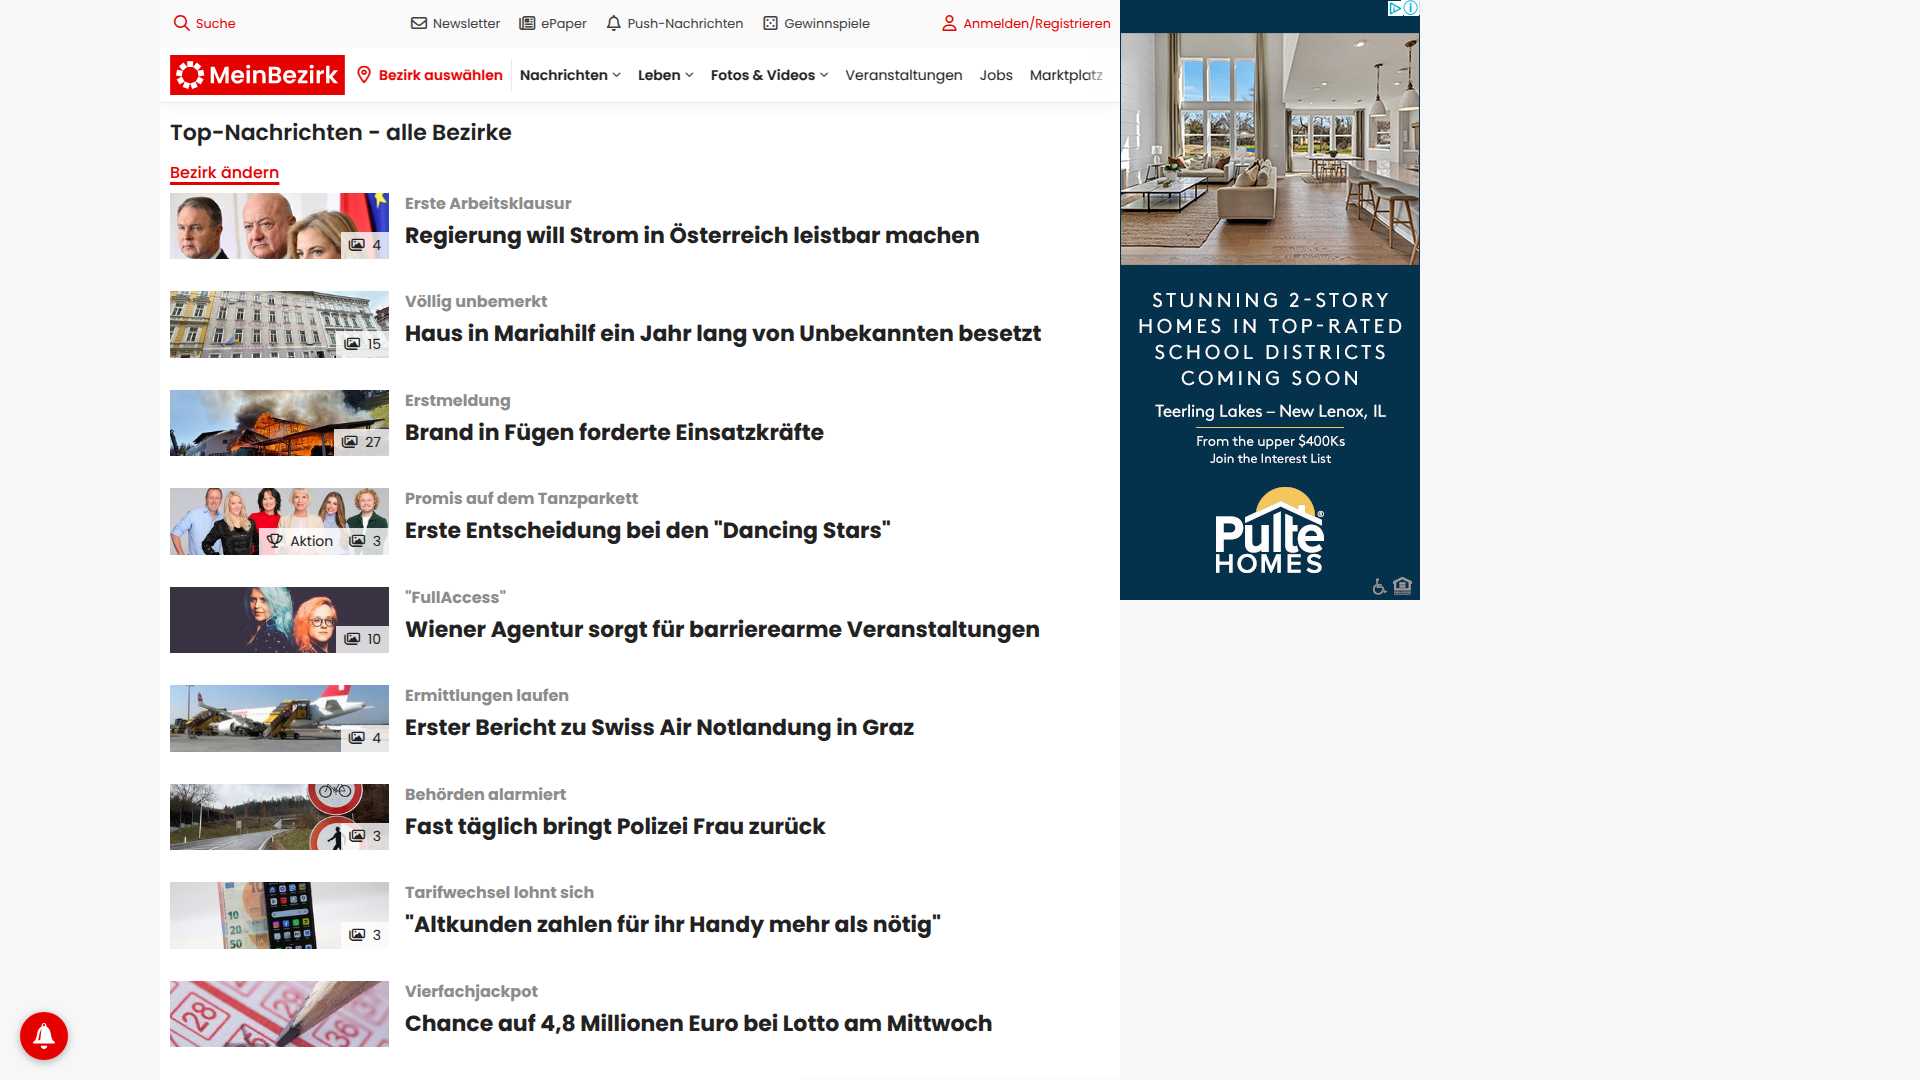 Suche
Newsletter
ePaper
Push-Nachrichten
Gewinnspiele
Anmelden/Registrieren
MeinBezirk
Bezirk auswählen
Nachrichten
Leben
Fotos & Videos
Veranstaltungen
Jobs
Marktplatz
Top-Nachrichten - alle Bezirke
Bezirk ändern
4
Erste Arbeitsklausur
Regierung will Strom in Österreich leistbar machen
15
Völlig unbemerkt
Haus in Mariahilf ein Jahr lang von Unbekannten besetzt
27
Erstmeldung
Brand in Fügen forderte Einsatzkräfte
Aktion 3
Promis auf dem Tanzparkett
Erste Entscheidung bei den "Dancing Stars"
10
"FullAccess"
Wiener Agentur sorgt für barrierearme Veranstaltungen
4
Ermittlungen laufen
Erster Bericht zu Swiss Air Notlandung in Graz
3
Behörden alarmiert
Fast täglich bringt Polizei Frau zurück
10
20
50
3
Tarifwechsel lohnt sich
"Altkunden zahlen für ihr Handy mehr als nötig"
28
29
36
Vierfachjackpot
Chance auf 4,8 Millionen Euro bei Lotto am Mittwoch
STUNNING 2-STORY
HOMES IN TOP-RATED
SCHOOL DISTRICTS
COMING SOON
Teerling Lakes – New Lenox, IL
From the upper $400Ks
Join the Interest List
Pulte®
HOMES